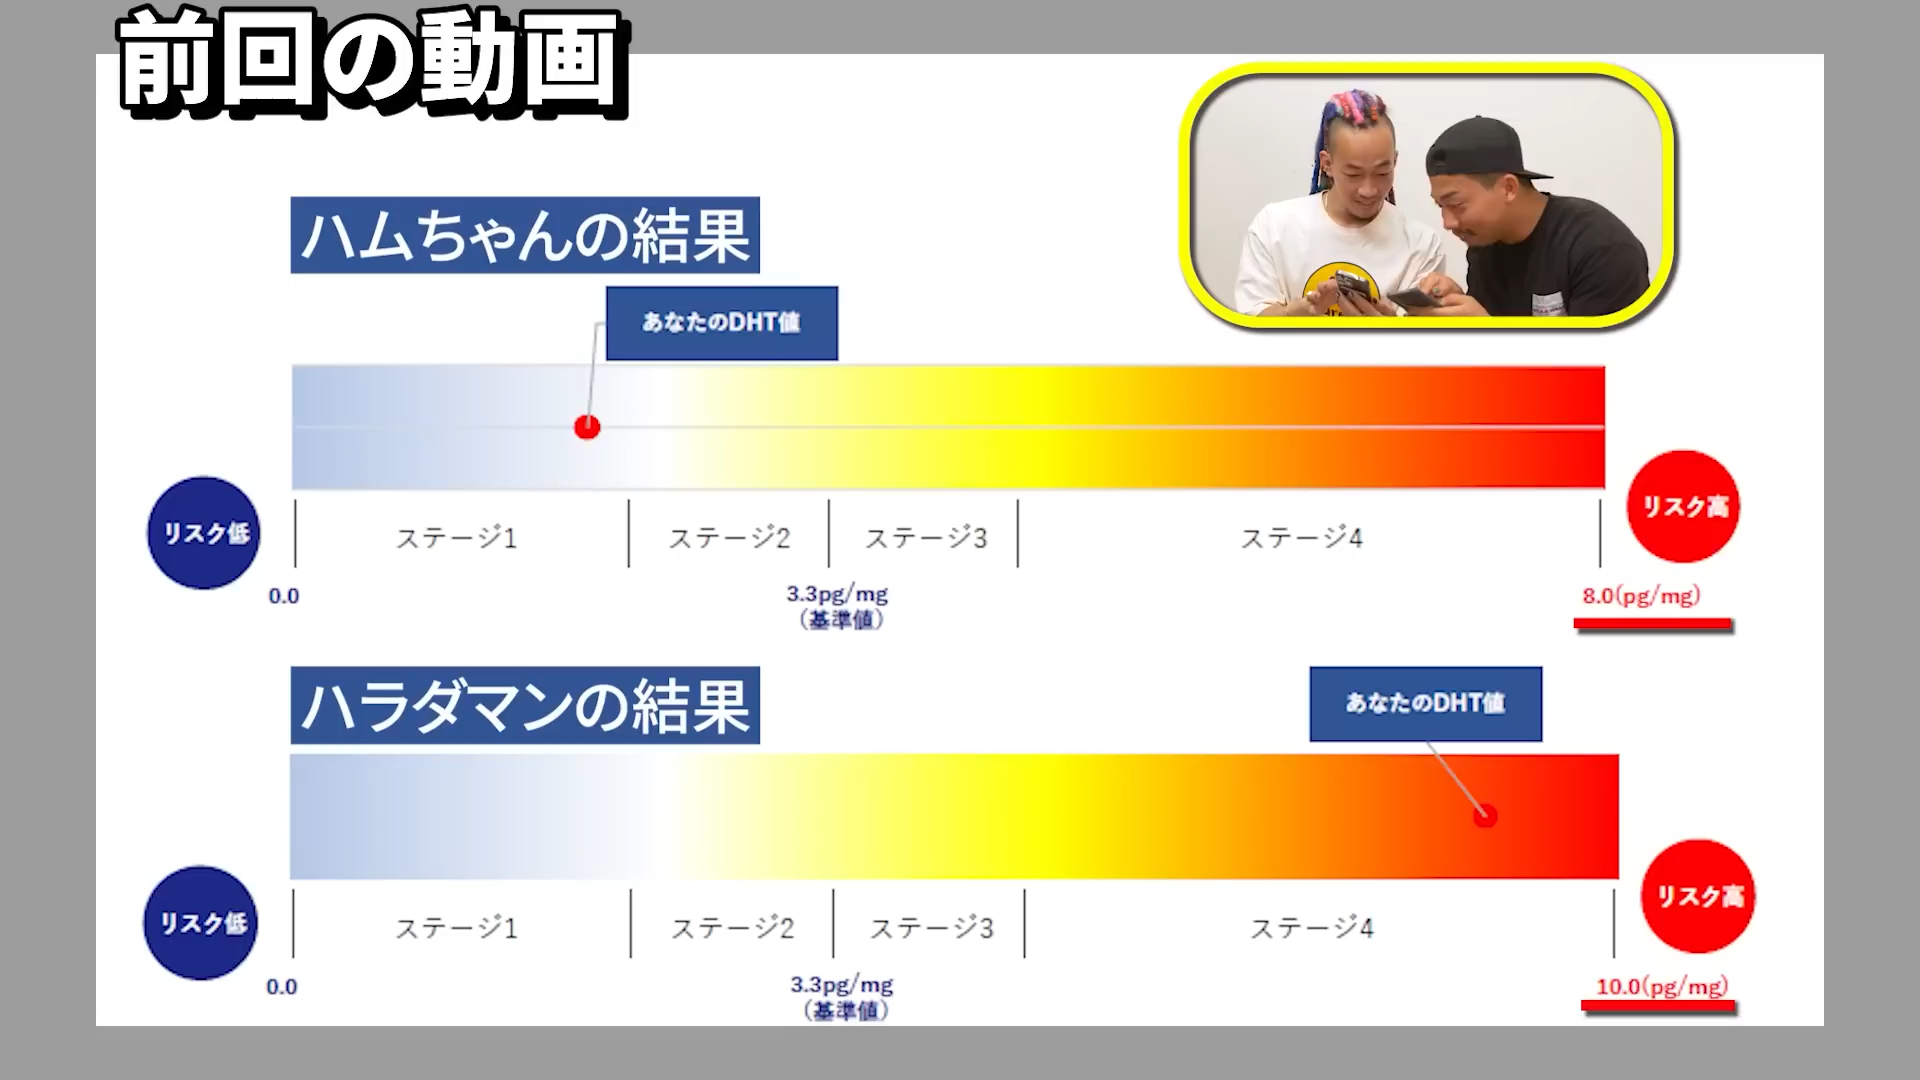 前回の動画
ハムちゃんの結果
あなたのDHT値
リスク低
ステージ1
ステージ2
ステージ3
ステージ4
リスク高
0.0
3.3pg/mg
（基準値）
8.0(pg/mg)
ハラダマンの結果
あなたのDHT値
リスク低
ステージ1
ステージ2
ステージ3
ステージ4
リスク高
0.0
3.3pg/mg
（基準値）
10.0(pg/mg)